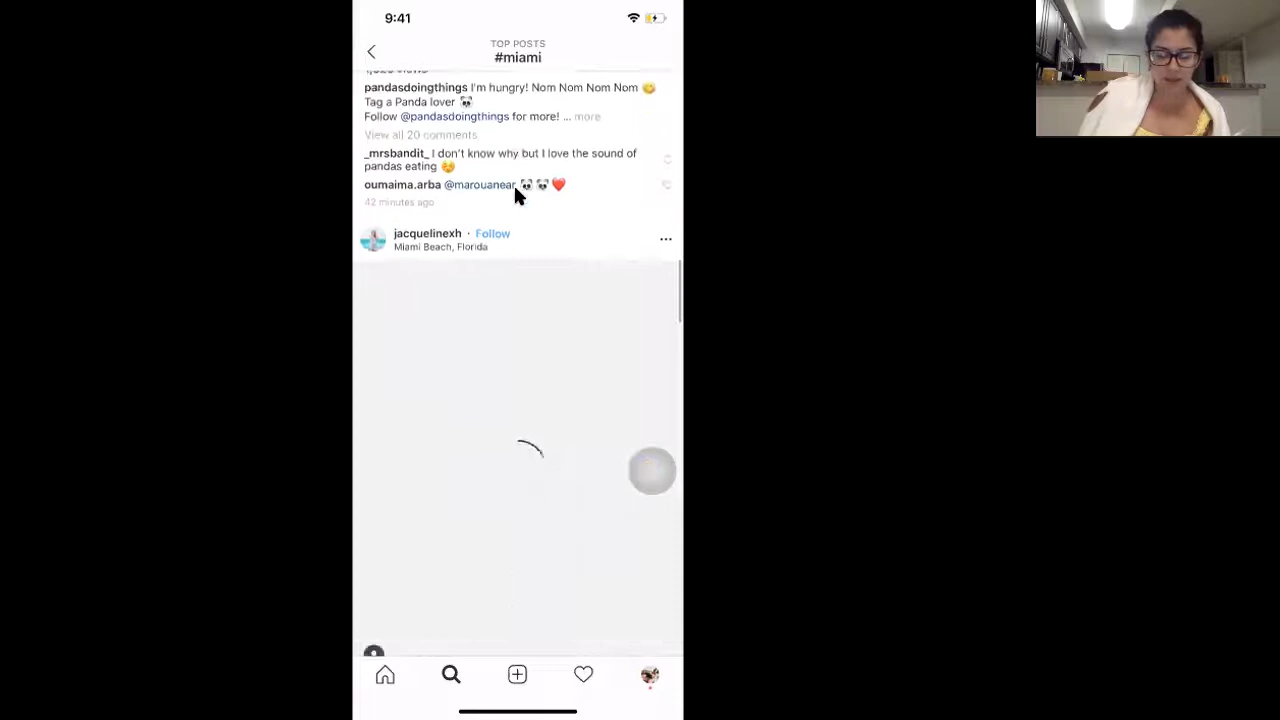 9:41
TOP POSTS
#miami
pandasdoingthings I'm hungry! Nom Nom Nom Nom 😋
Tag a Panda lover 🐼
Follow @pandasdoingthings for more! ... more
View all 20 comments
_mrsbandit_ I don't know why but I love the sound of
pandas eating
oumaima.arba @marouanear 🐼 🐼 ❤️
42 minutes ago
jacquelinexh · Follow
Miami Beach, Florida